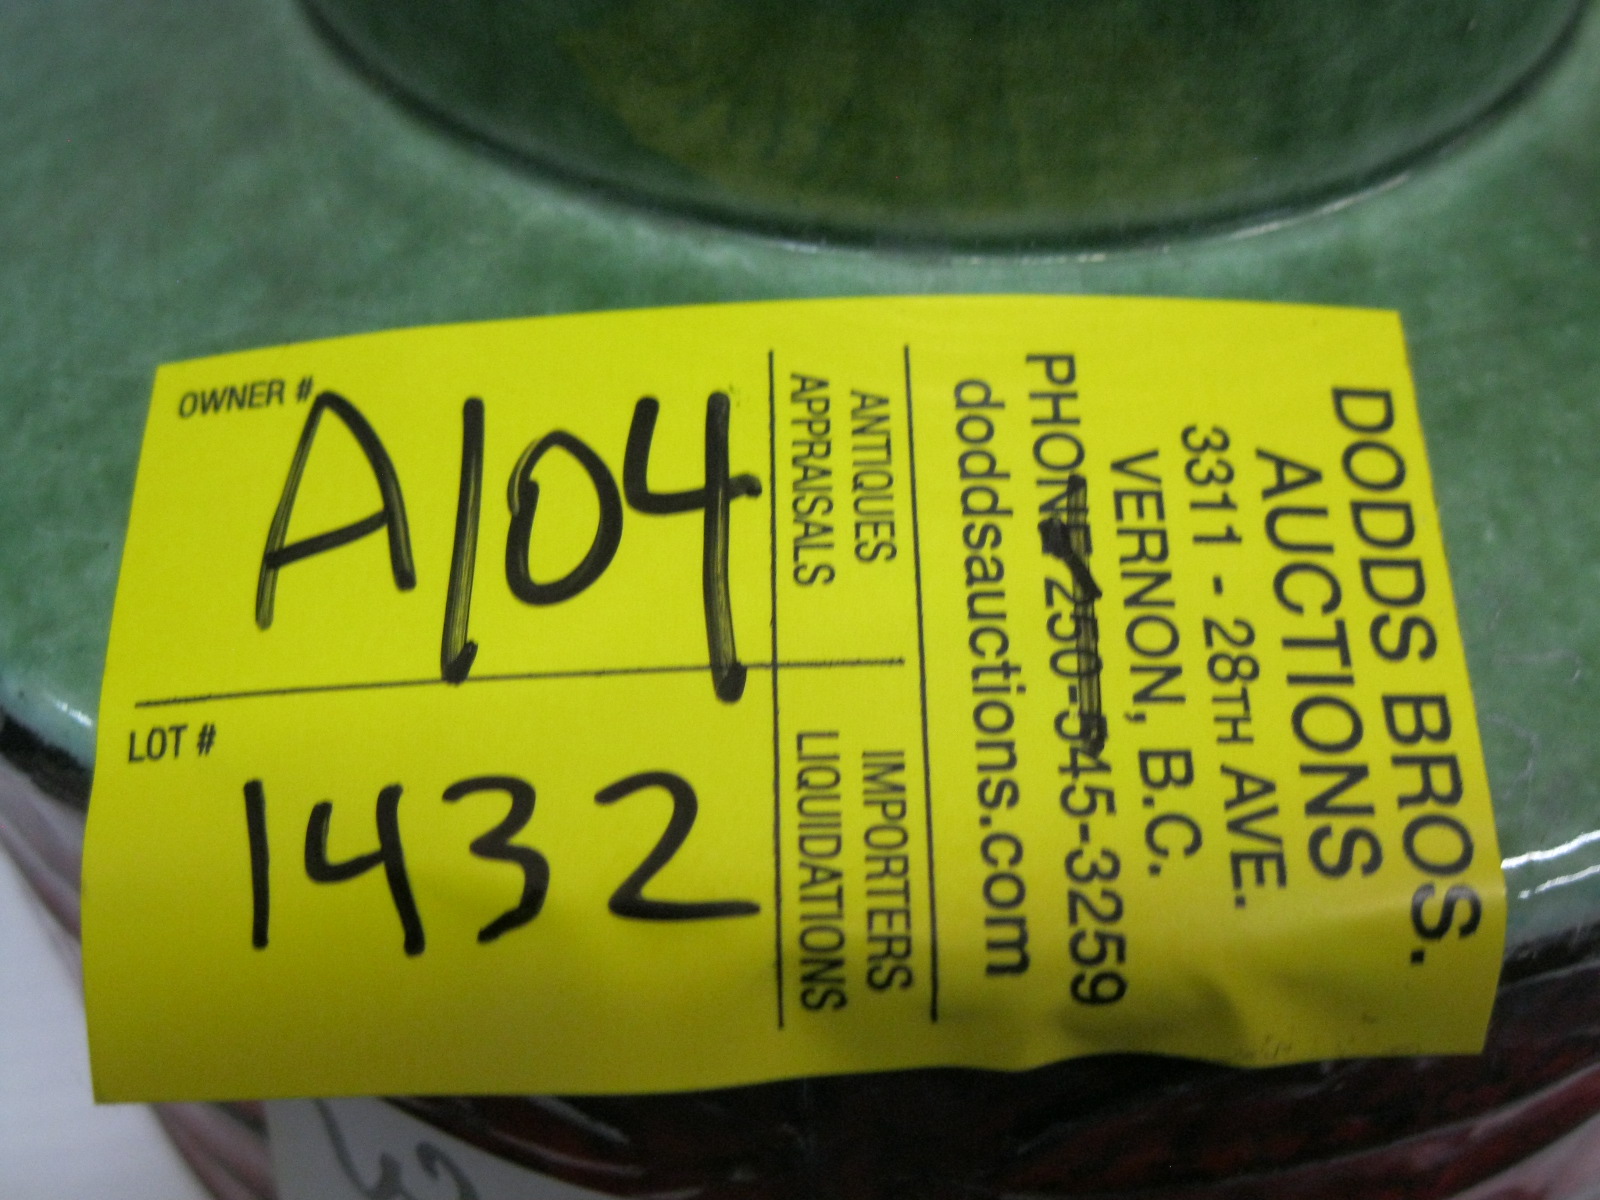 DODDS BROS.
AUCTIONS
3311 - 28TH AVE.
VERNON, B.C.
PHONE 250-545-3259
doddsauctions.com
ANTIQUES
APPRAISALS
IMPORTERS
LIQUIDATIONS
OWNER #
A104
LOT #
1432